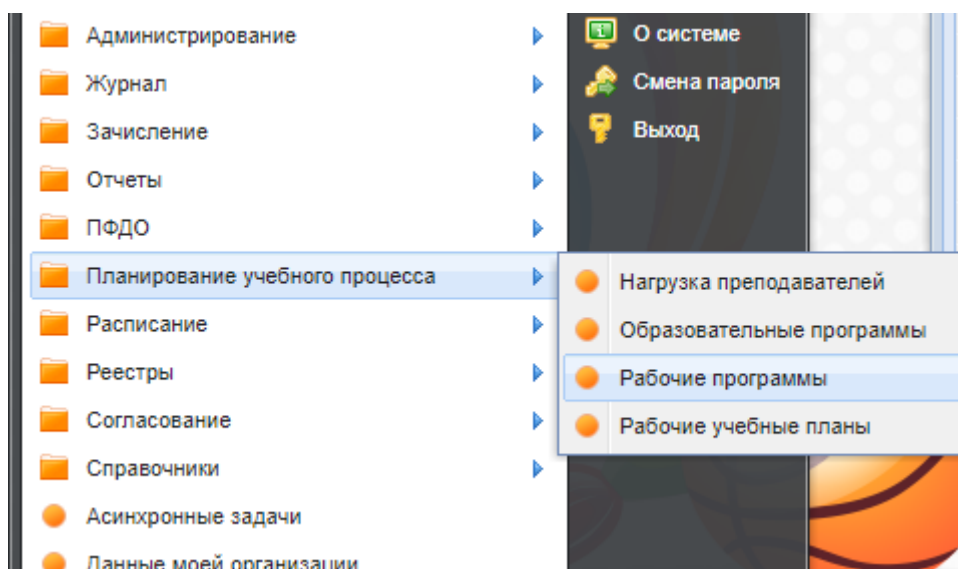 Администрирование
Журнал
Зачисление
Отчеты
ПФДО
Планирование учебного процесса
Расписание
Реестры
Согласование
Справочники
Асинхронные задачи
Данные моей организации
О системе
Смена пароля
Выход
Нагрузка преподавателей
Образовательные программы
Рабочие программы
Рабочие учебные планы